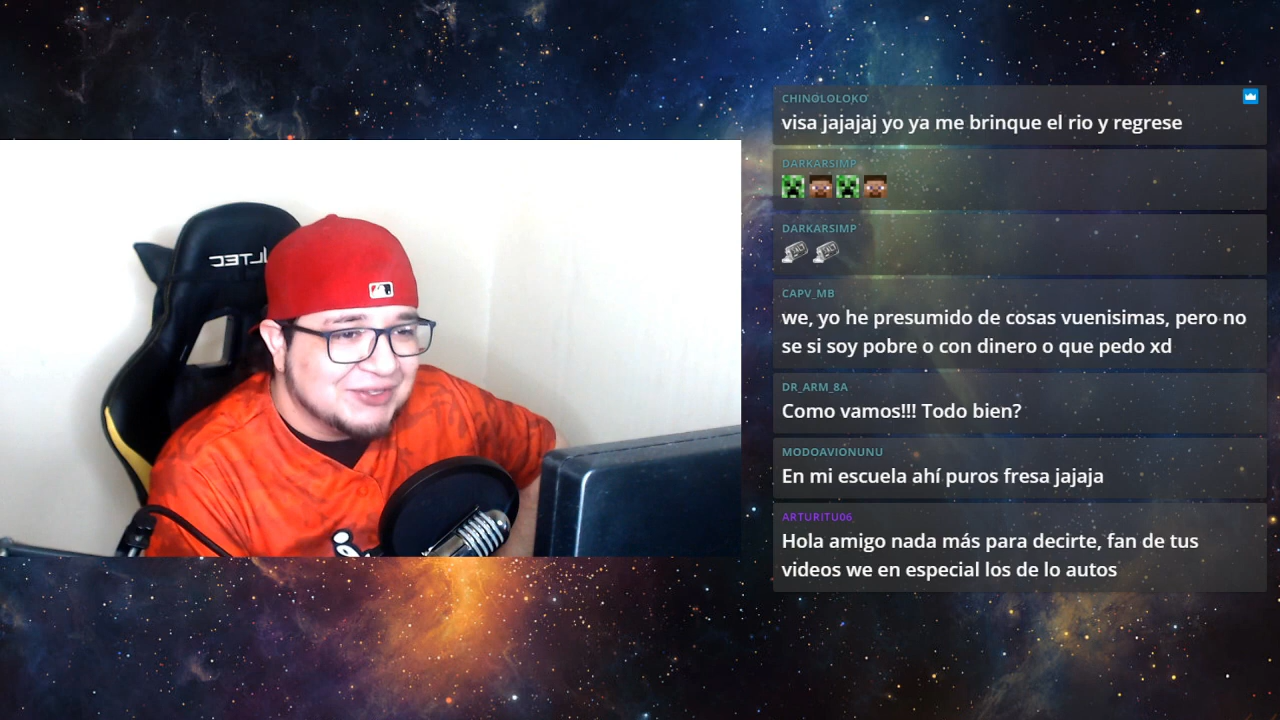 CHINOLOLOKO
visa jajajaj yo ya me brinque el rio y regrese
DARKARSIMP
DARKARSIMP
CAPV_MB
we, yo he presumido de cosas vuenisimas, pero no
se si soy pobre o con dinero o que pedo xd
DR_ARM_8A
Como vamos!!! Todo bien?
MODOAVIONUNU
En mi escuela ahí puros fresa jajaja
ARTURITU06
Hola amigo nada más para decirte, fan de tus
videos we en especial los de lo autos